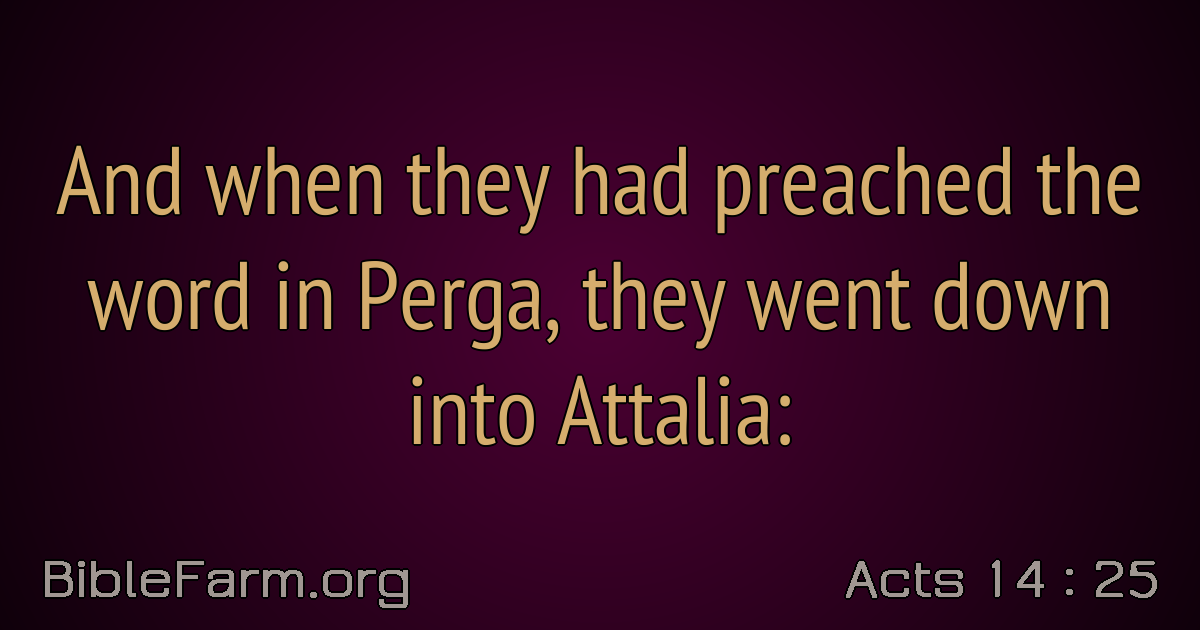 And when they had preached the
word in Perga, they went down
into Attalia:
BibleFarm.org
Acts 14 : 25